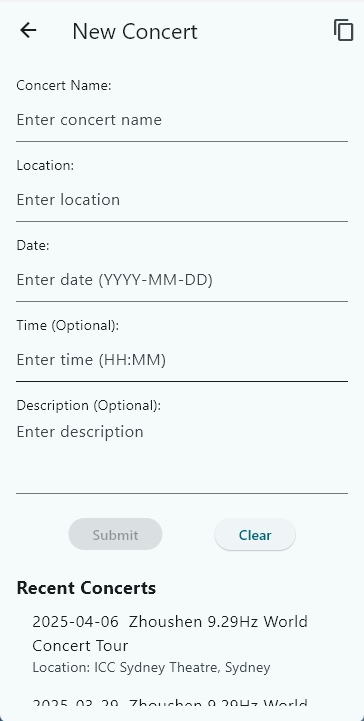 New Concert
Concert Name:
Enter concert name
Location:
Enter location
Date:
Enter date (YYYY-MM-DD)
Time (Optional):
Enter time (HH:MM)
Description (Optional):
Enter description
Submit
Clear
Recent Concerts
2025-04-06 Zhoushen 9.29Hz World
Concert Tour
Location: ICC Sydney Theatre, Sydney
2025-03-29 Zhoushen 9.29Hz World